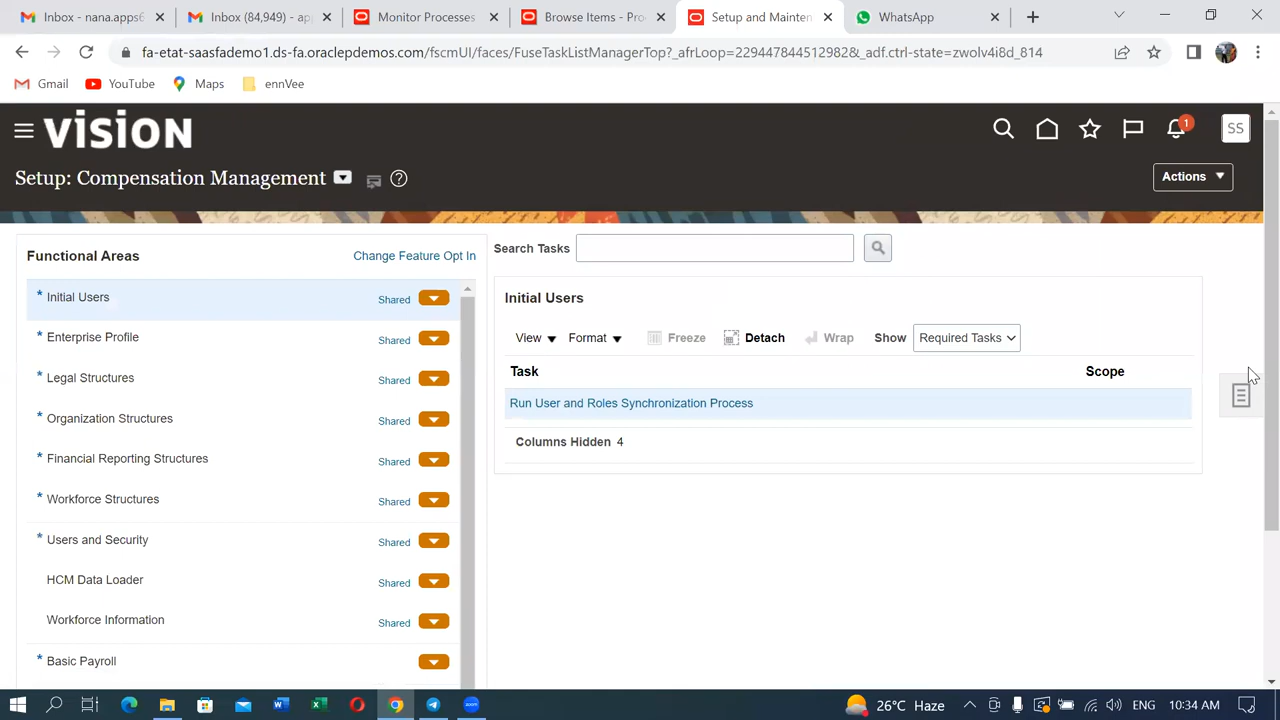 Inbox - nana.apps6
Inbox (84,949) - ap
Monitor Processes
Browse Items - Pro
Setup and Mainten
WhatsApp
fa-etat-saasfademo1.ds-fa.oraclepdemos.com/fscmUI/faces/FuseTaskListManagerTop?_afrLoop=22944784451298​2&_adf.ctrl-state=zwolv4i8d_814
Gmail
YouTube
Maps
ennVee
VISION
1
SS
Setup: Compensation Management
Actions
Functional Areas
Change Feature Opt In
* Initial Users Shared
* Enterprise Profile Shared
* Legal Structures Shared
* Organization Structures Shared
* Financial Reporting Structures Shared
* Workforce Structures Shared
* Users and Security Shared
HCM Data Loader Shared
Workforce Information Shared
* Basic Payroll
Search Tasks
Initial Users
View Format Freeze Detach Wrap Show Required Tasks
Task Scope
Run User and Roles Synchronization Process
Columns Hidden 4
26°C Haze
ENG
10:34 AM